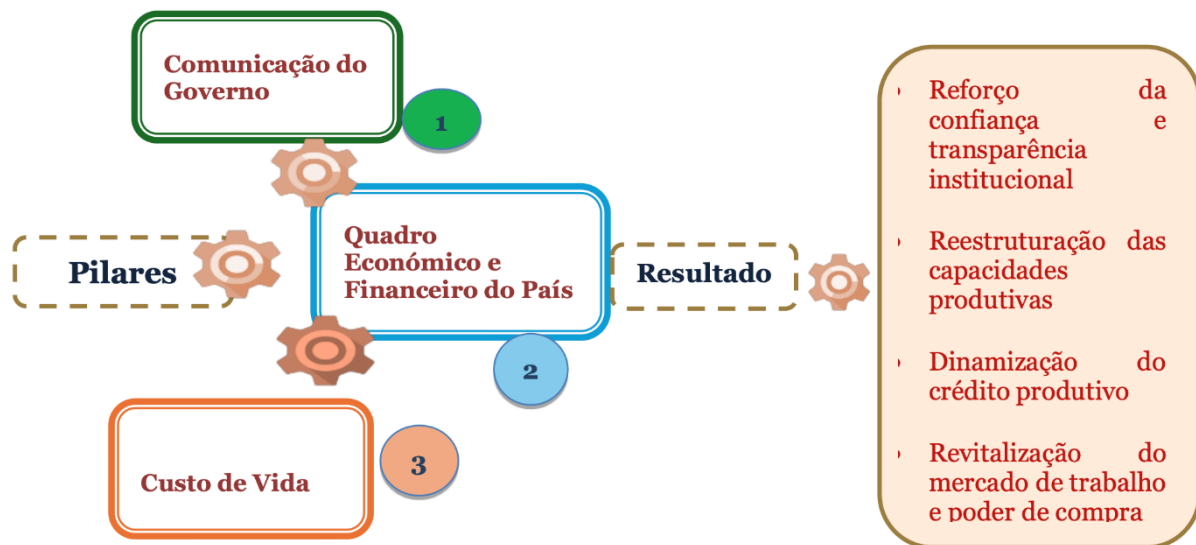 Comunicação do
Governo
1
Pilares
Quadro
Económico e
Financeiro do País
2
Custo de Vida
3
Resultado
Reforço da
confiança e
transparência
institucional
Reestruturação das
capacidades
produtivas
Dinamização do
crédito produtivo
Revitalização do
mercado de trabalho
e poder de compra